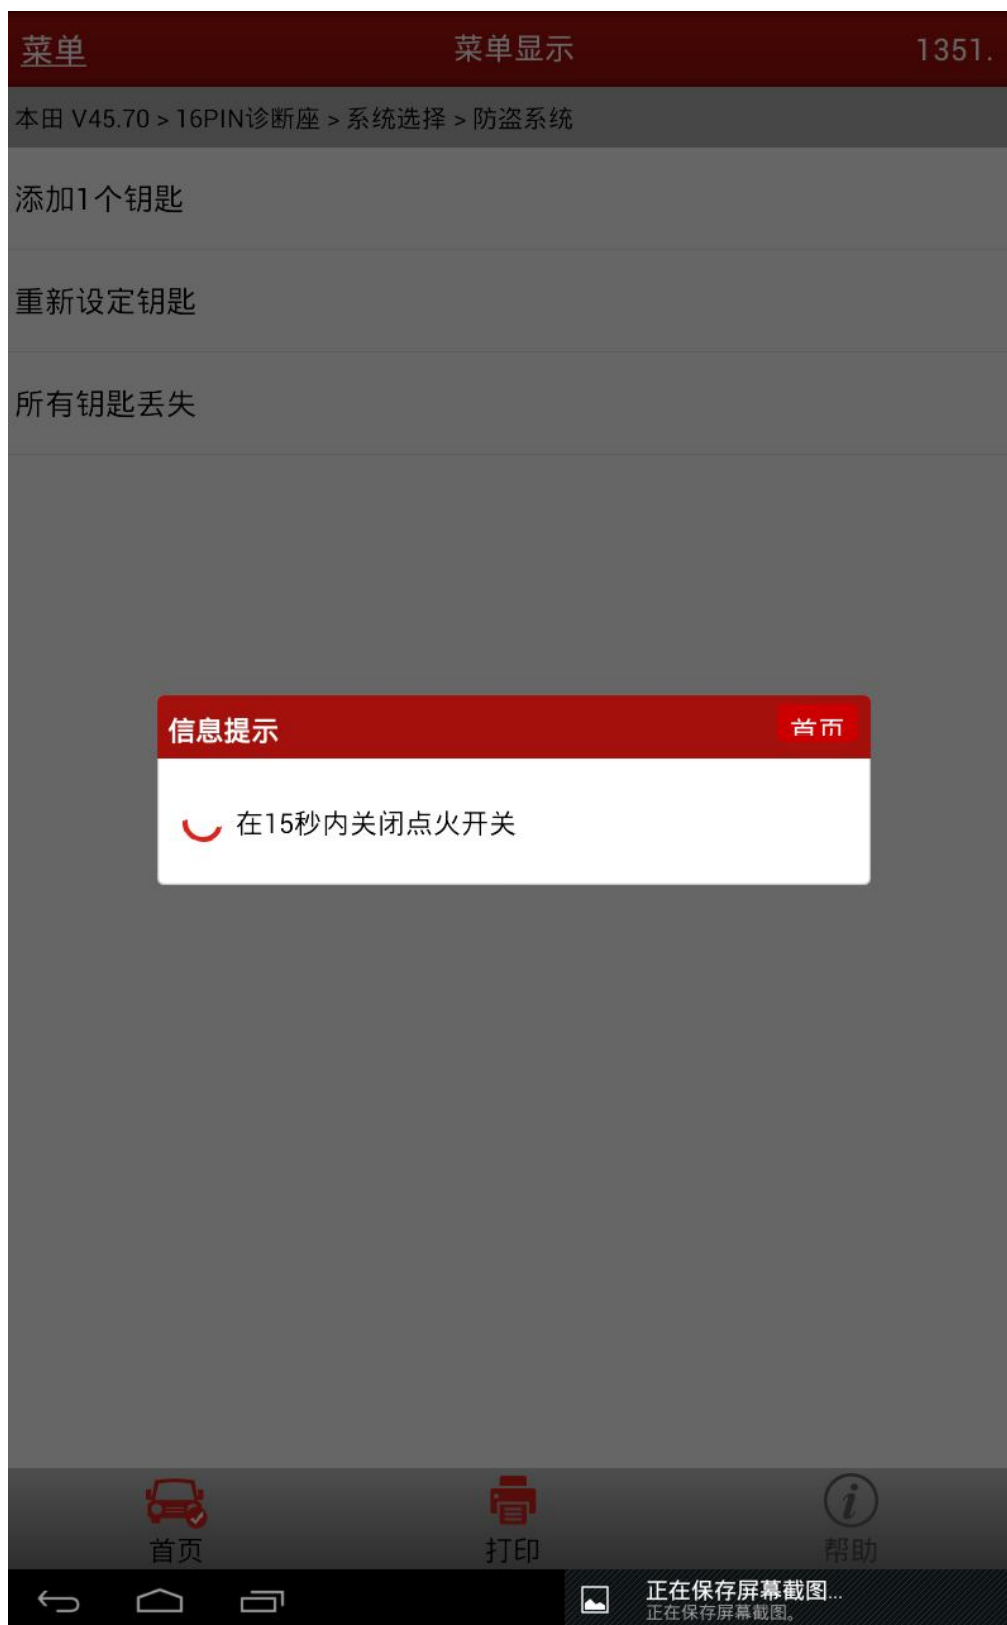 菜单 菜单显示 1351.
本田 V45.70 > 16PIN诊断座 > 系统选择 > 防盗系统
添加1个钥匙
重新设定钥匙
所有钥匙丢失
信息提示 首页
在15秒内关闭点火开关
首页 打印 帮助
正在保存屏幕截图...
正在保存屏幕截图。